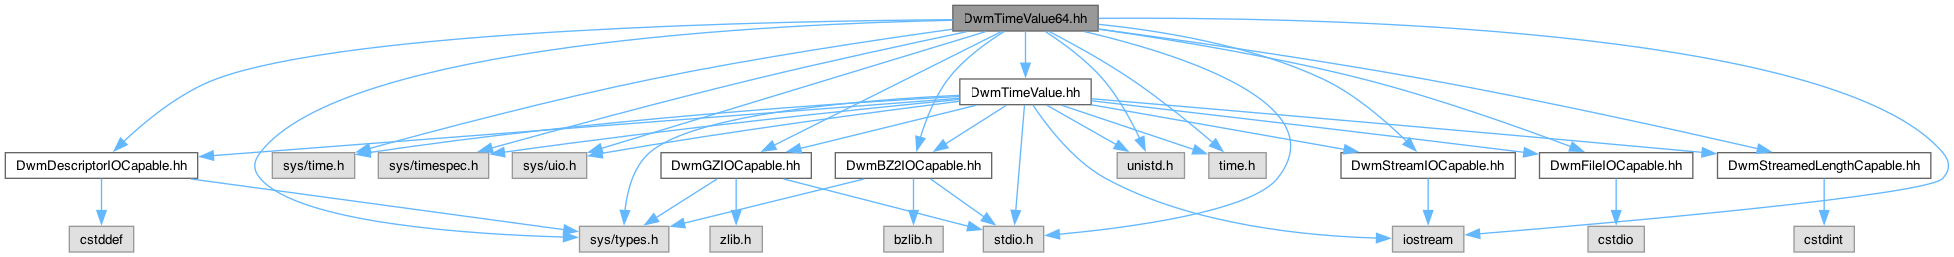 DwmTimeValue64.hh
DwmTimeValue.hh
DwmDescriptorIOCapable.hh
sys/time.h
sys/timespec.h
sys/uio.h
DwmGZIOCapable.hh
DwmBZ2IOCapable.hh
unistd.h
time.h
DwmStreamIOCapable.hh
DwmFileIOCapable.hh
DwmStreamedLengthCapable.hh
cstddef
sys/types.h
zlib.h
bzlib.h
stdio.h
iostream
cstdio
cstdint